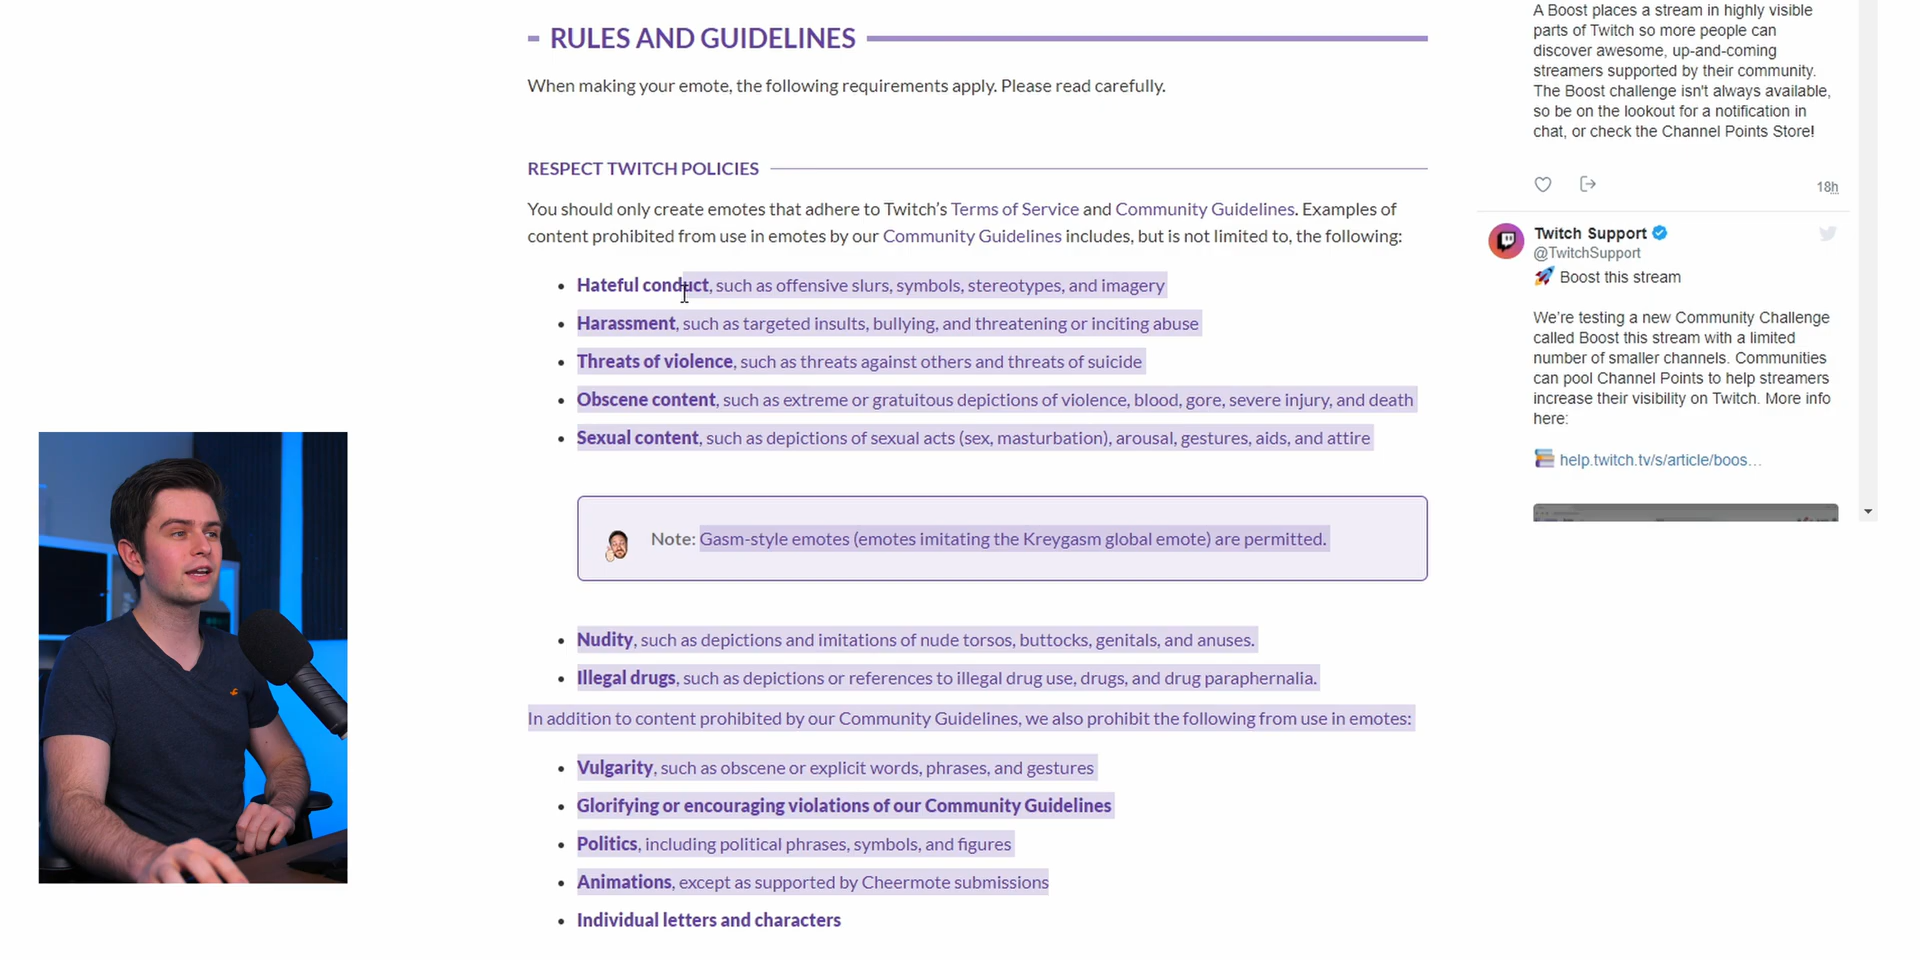 RULES AND GUIDELINES
When making your emote, the following requirements apply. Please read carefully.
RESPECT TWITCH POLICIES
You should only create emotes that adhere to Twitch's Terms of Service and Community Guidelines. Examples of
content prohibited from use in emotes by our Community Guidelines includes, but is not limited to, the following:
• Hateful conduct, such as offensive slurs, symbols, stereotypes, and imagery
• Harassment, such as targeted insults, bullying, and threatening or inciting abuse
• Threats of violence, such as threats against others and threats of suicide
• Obscene content, such as extreme or gratuitous depictions of violence, blood, gore, severe injury, and death
• Sexual content, such as depictions of sexual acts (sex, masturbation), arousal, gestures, aids, and attire
Note: Gasm-style emotes (emotes imitating the Kreygasm global emote) are permitted.
• Nudity, such as depictions and imitations of nude torsos, buttocks, genitals, and anuses.
• Illegal drugs, such as depictions or references to illegal drug use, drugs, and drug paraphernalia.
In addition to content prohibited by our Community Guidelines, we also prohibit the following from use in emotes:
• Vulgarity, such as obscene or explicit words, phrases, and gestures
• Glorifying or encouraging violations of our Community Guidelines
• Politics, including political phrases, symbols, and figures
• Animations, except as supported by Cheermote submissions
• Individual letters and characters
A Boost places a stream in highly visible
parts of Twitch so more people can
discover awesome, up-and-coming
streamers supported by their community.
The Boost challenge isn't always available,
so be on the lookout for a notification in
chat, or check the Channel Points Store!
18h
Twitch Support
@TwitchSupport
🚀 Boost this stream
We're testing a new Community Challenge
called Boost this stream with a limited
number of smaller channels. Communities
can pool Channel Points to help streamers
increase their visibility on Twitch. More info
here:
📚 help.twitch.tv/s/article/boos…